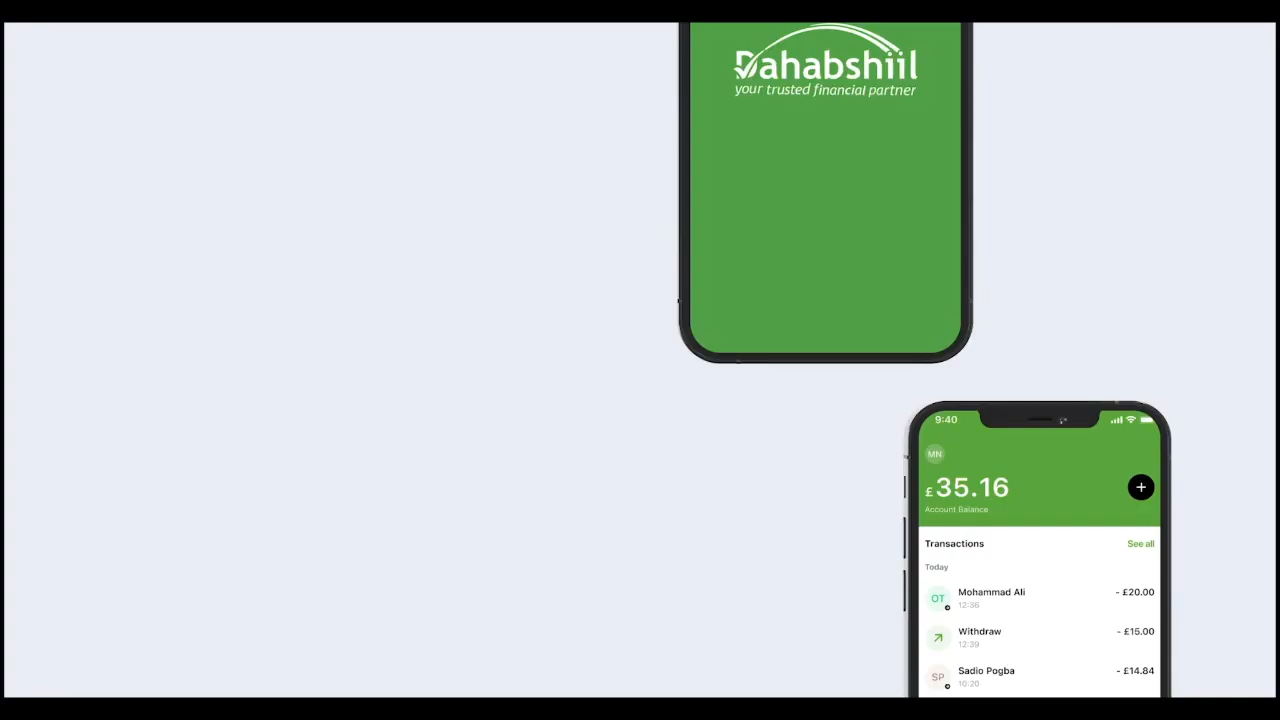 Dahabshiil
your trusted financial partner
9:40
MN
£35.16
Account Balance
Transactions See all
Today
OT Mohammad Ali - £20.00
12:36
Withdraw - £15.00
12:39
SP Sadio Pogba - £14.84
10:20